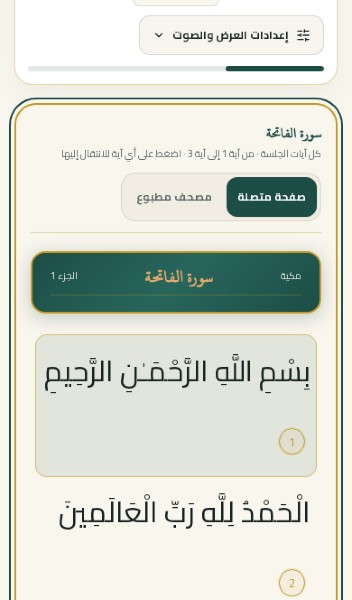 إعدادات العرض والصوت
سورة الفاتحة
كل آيات الجلسة · من آية 1 إلى آية 3 · اضغط على أي آية للانتقال إليها
صفحة متصلة
مصحف مطبوع
مكية
سورة الفاتحة
الجزء 1
بِسْمِ اللَّهِ الرَّحْمَـٰنِ الرَّحِيمِ
1
الْحَمْدُ لِلَّهِ رَبِّ الْعَالَمِينَ
2